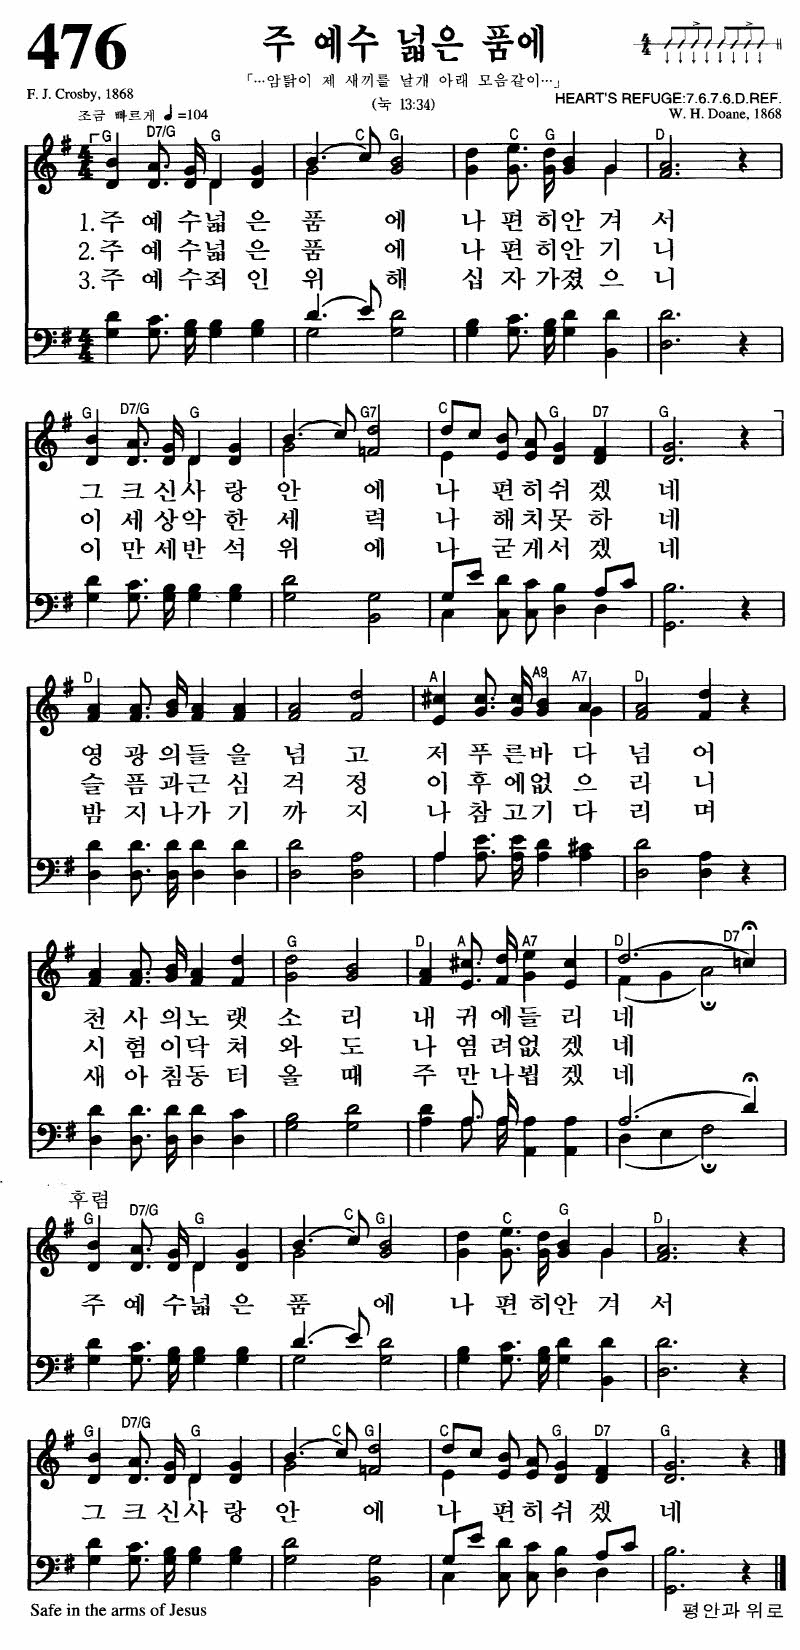 476
주 예수 넓은 품에
「…암탉이 제 새끼를 날개 아래 모음같이…」
(눅 13:34)
F. J. Crosby, 1868
HEART'S REFUGE:7.6.7.6.D.REF.
W. H. Doane, 1868
조금 빠르게 ♩=104
G D7/G G C G C G D
1.주 예 수넓 은 품 에 나 편 히안 겨 서
2.주 예 수넓 은 품 에 나 편 히안 기 니
3.주 예 수죄 인 위 해 십 자 가졌 으 니
G D7/G G G7 C G D7 G
그 크 신사 랑 안 에 나 편 히쉬 겠 네
이 세 상악 한 세 력 나 해 치못 하 네
이 만 세반 석 위 에 나 굳 게서 겠 네
D A A9 A7 D
영 광 의들 을 넘 고 저 푸 른바 다 넘 어
슬 픔 과근 심 걱 정 이 후 에없 으 리 니
밤 지 나가 기 까 지 나 참 고기 다 리 며
G D A A7 D D7
천 사 의노 랫 소 리 내 귀 에들 리 네
시 험 이닥 쳐 와 도 나 염 려없 겠 네
새 아 침동 터 올 때 주 만 나뵙 겠 네
후렴
G D7/G G C G C G D
주 예 수넓 은 품 에 나 편 히안 겨 서
G D7/G G C G C G D7 G
그 크 신사 랑 안 에 나 편 히쉬 겠 네
Safe in the arms of Jesus
평안과 위로